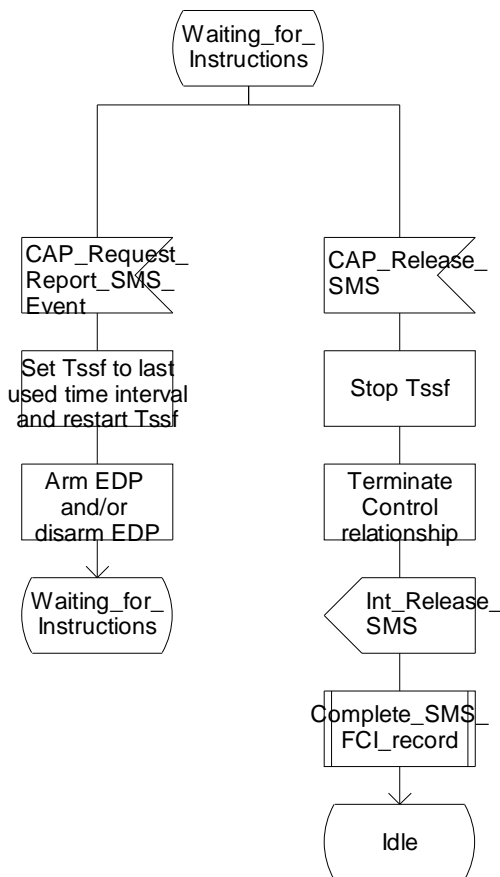 Waiting_for_
Instructions
CAP_Request_
Report_SMS_
Event
Set Tssf to last
used time interval
and restart Tssf
Arm EDP
and/or
disarm EDP
Waiting_for_
Instructions
CAP_Release_
SMS
Stop Tssf
Terminate
Control
relationship
Int_Release_
SMS
Complete_SMS_
FCI_record
Idle